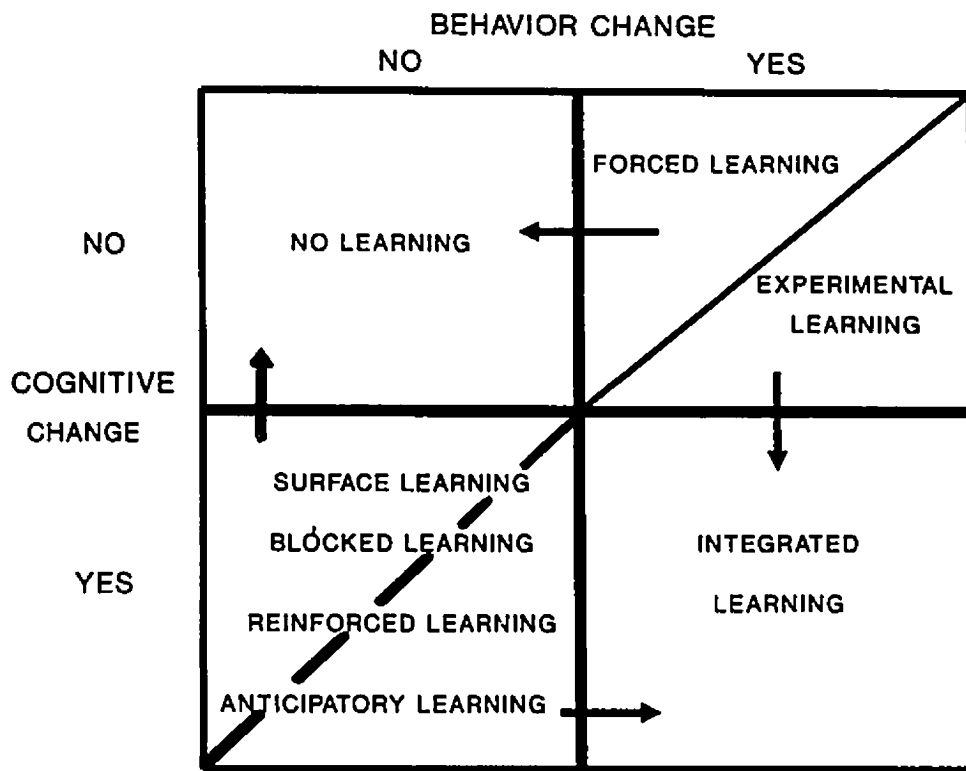 BEHAVIOR CHANGE
NO
YES
FORCED LEARNING
NO
NO LEARNING
EXPERIMENTAL
LEARNING
COGNITIVE
CHANGE
SURFACE LEARNING
BLOCKED LEARNING
INTEGRATED
YES
LEARNING
REINFORCED LEARNING
ANTICIPATORY LEARNING